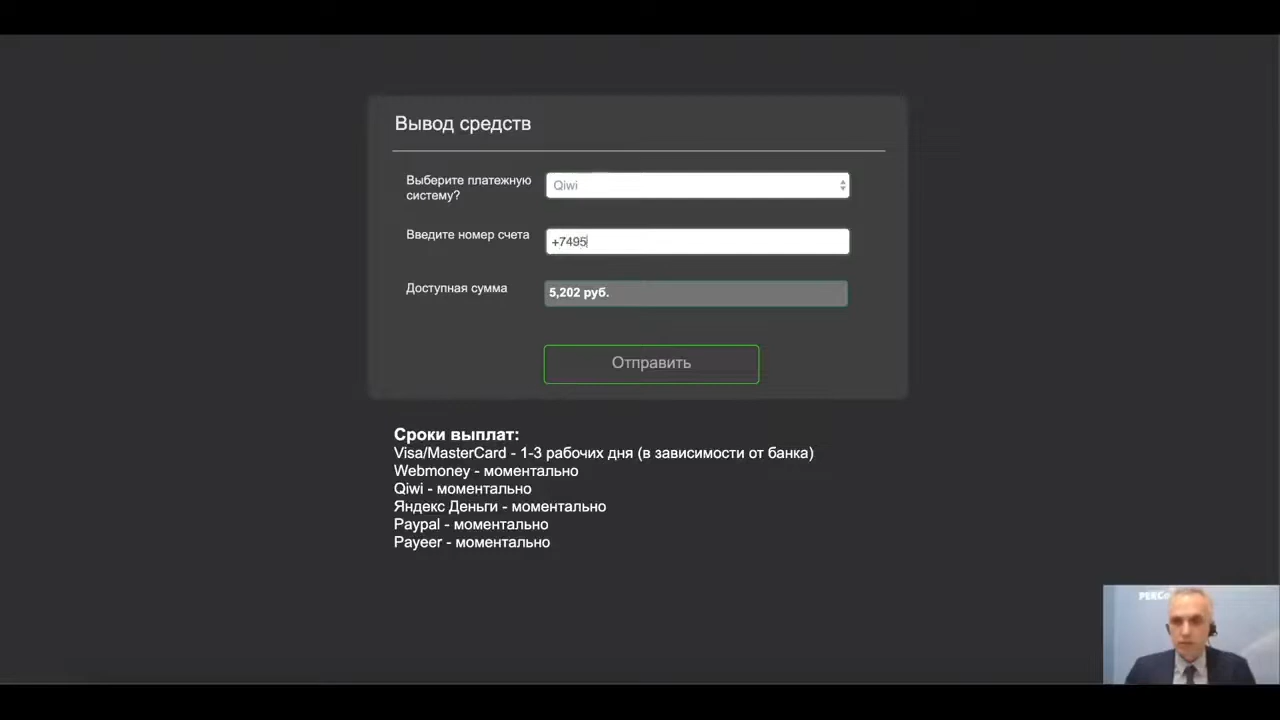 Вывод средств
Выберите платежную
систему?
Qiwi
Введите номер счета
+7495
Доступная сумма
5,202 руб.
Отправить
Сроки выплат:
Visa/MasterCard - 1-3 рабочих дня (в зависимости от банка)
Webmoney - моментально
Qiwi - моментально
Яндекс Деньги - моментально
Paypal - моментально
Payeer - моментально